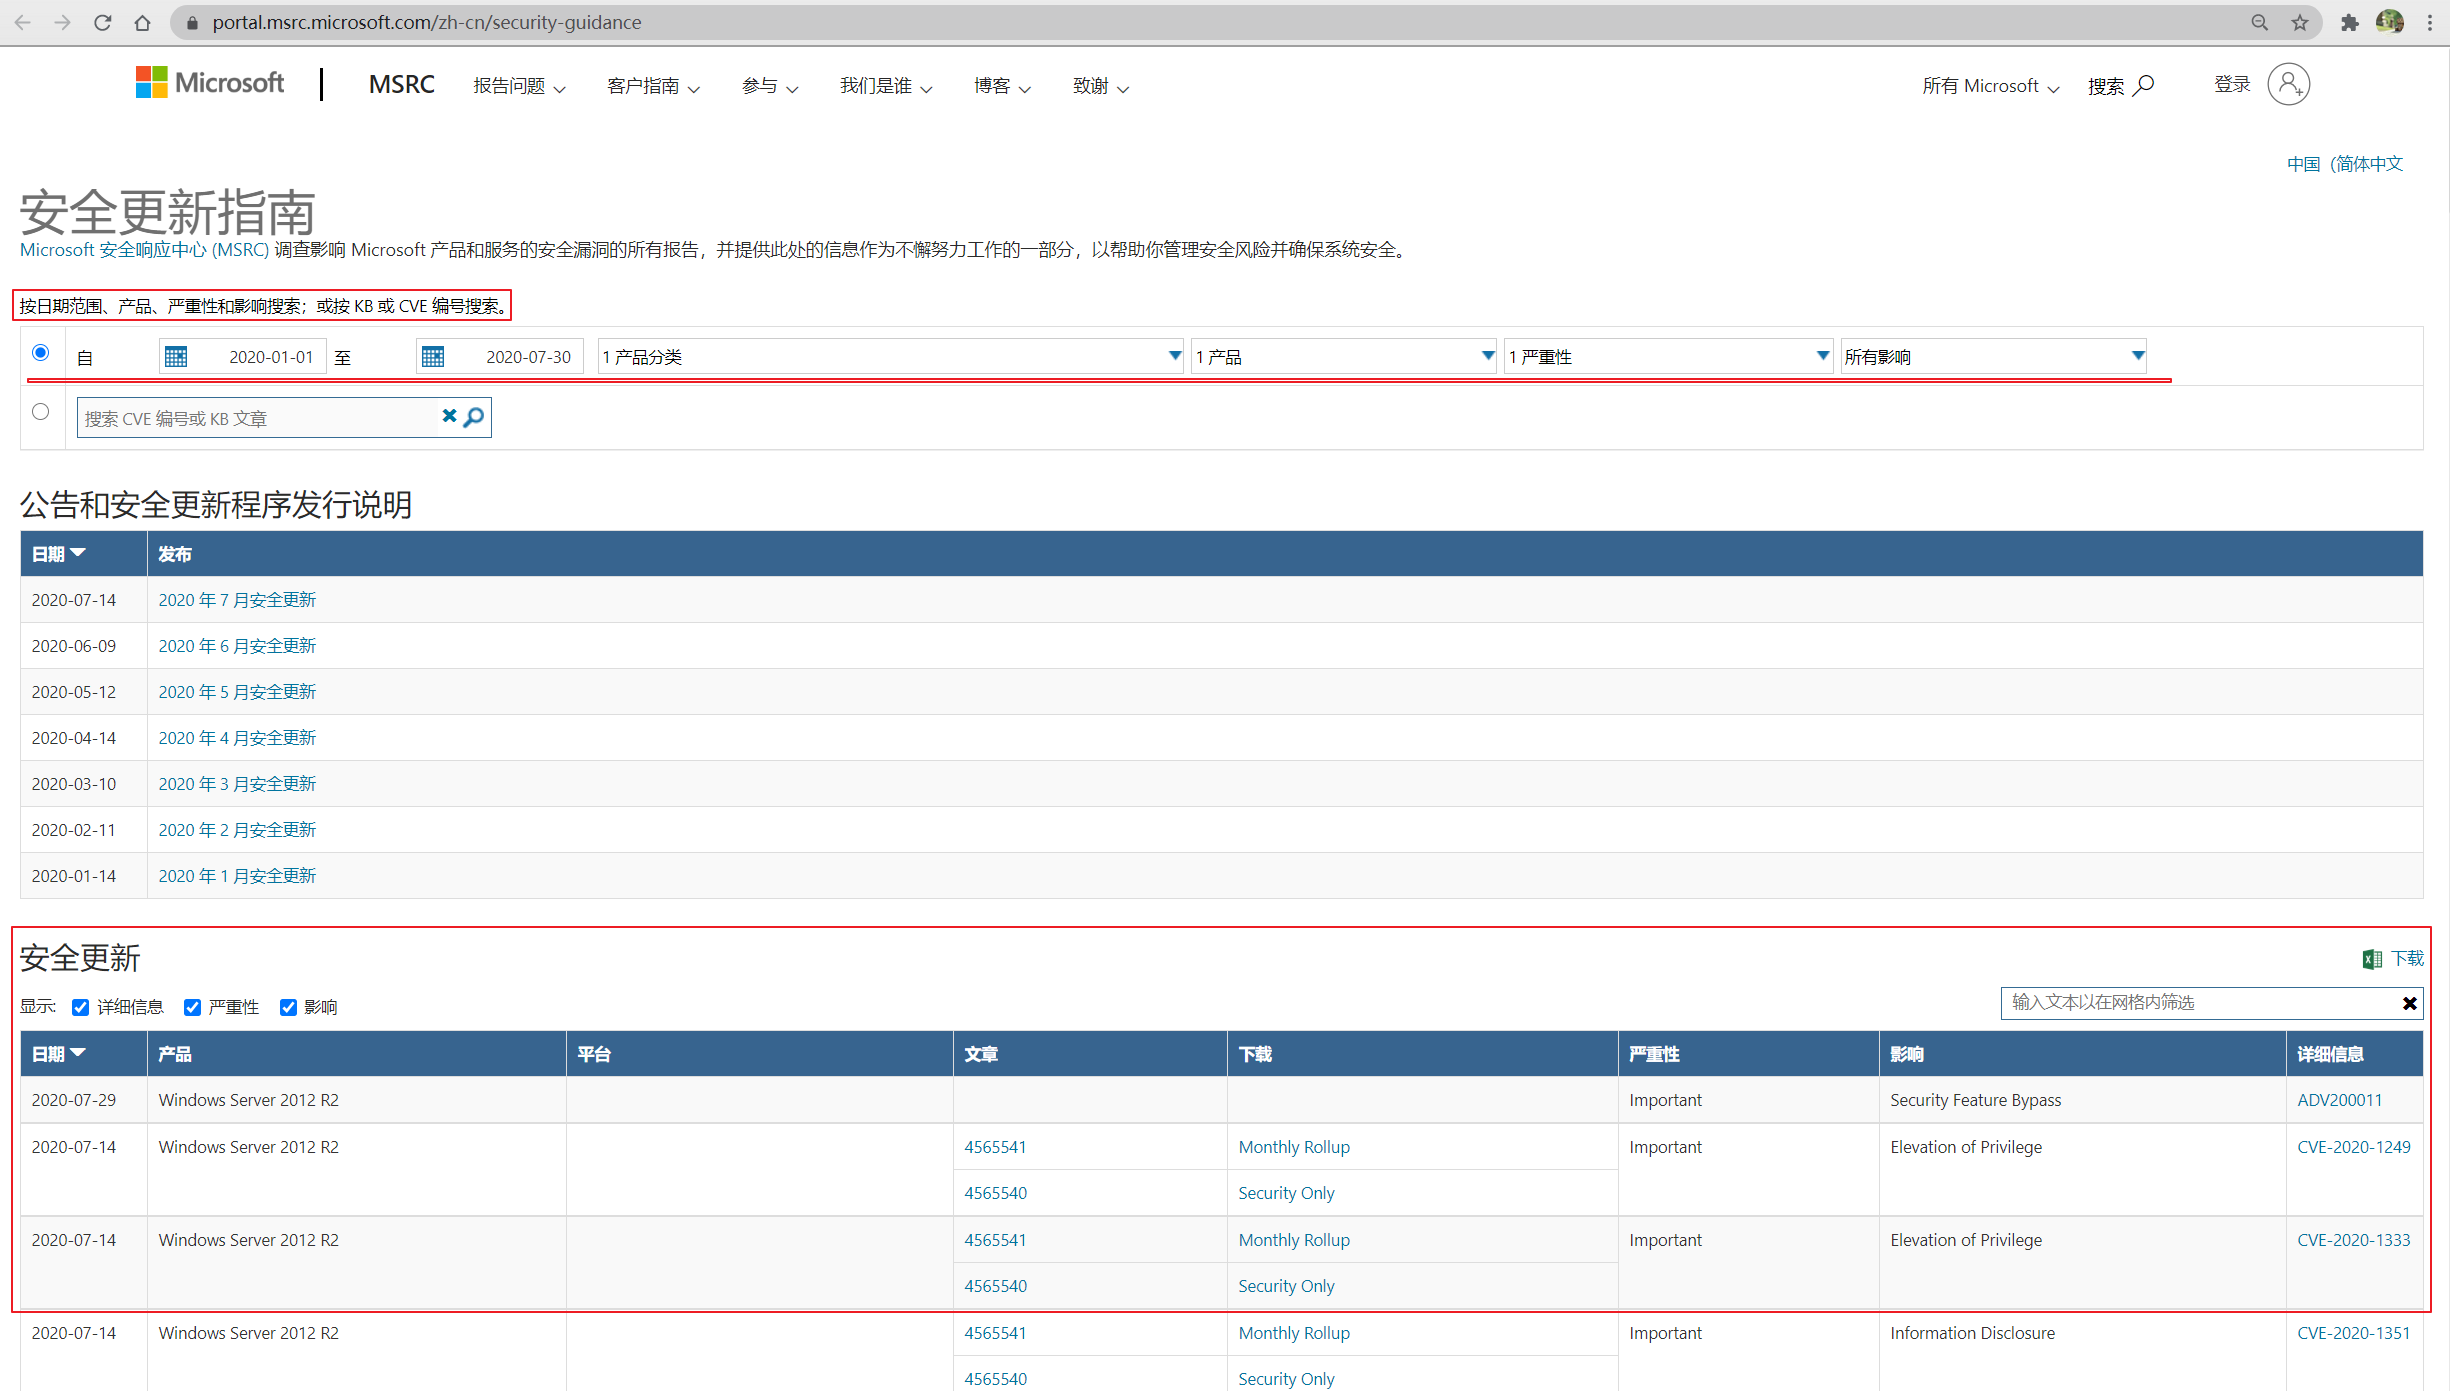 portal.msrc.microsoft.com/zh-cn/security-guidance
Microsoft MSRC 报告问题 客户指南 参与 我们是谁 博客 致谢 所有 Microsoft 搜索 登录
中国（简体中文
安全更新指南
Microsoft 安全响应中心 (MSRC) 调查影响 Microsoft 产品和服务的安全漏洞的所有报告，并提供此处的信息作为不懈努力工作的一部分，以帮助你管理安全风险并确保系统安全。
按日期范围、产品、严重性和影响搜索；或按 KB 或 CVE 编号搜索。
自 2020-01-01 至 2020-07-30 1 产品分类 1 产品 1 严重性 所有影响
搜索 CVE 编号或 KB 文章
公告和安全更新程序发行说明
日期 发布
2020-07-14 2020 年 7 月安全更新
2020-06-09 2020 年 6 月安全更新
2020-05-12 2020 年 5 月安全更新
2020-04-14 2020 年 4 月安全更新
2020-03-10 2020 年 3 月安全更新
2020-02-11 2020 年 2 月安全更新
2020-01-14 2020 年 1 月安全更新
安全更新 下载
显示: 详细信息 严重性 影响 输入文本以在网格内筛选
日期 产品 平台 文章 下载 严重性 影响 详细信息
2020-07-29 Windows Server 2012 R2 Important Security Feature Bypass ADV200011
2020-07-14 Windows Server 2012 R2 4565541 Monthly Rollup Important Elevation of Privilege CVE-2020-1249
4565540 Security Only
2020-07-14 Windows Server 2012 R2 4565541 Monthly Rollup Important Elevation of Privilege CVE-2020-1333
4565540 Security Only
2020-07-14 Windows Server 2012 R2 4565541 Monthly Rollup Important Information Disclosure CVE-2020-1351
4565540 Security Only